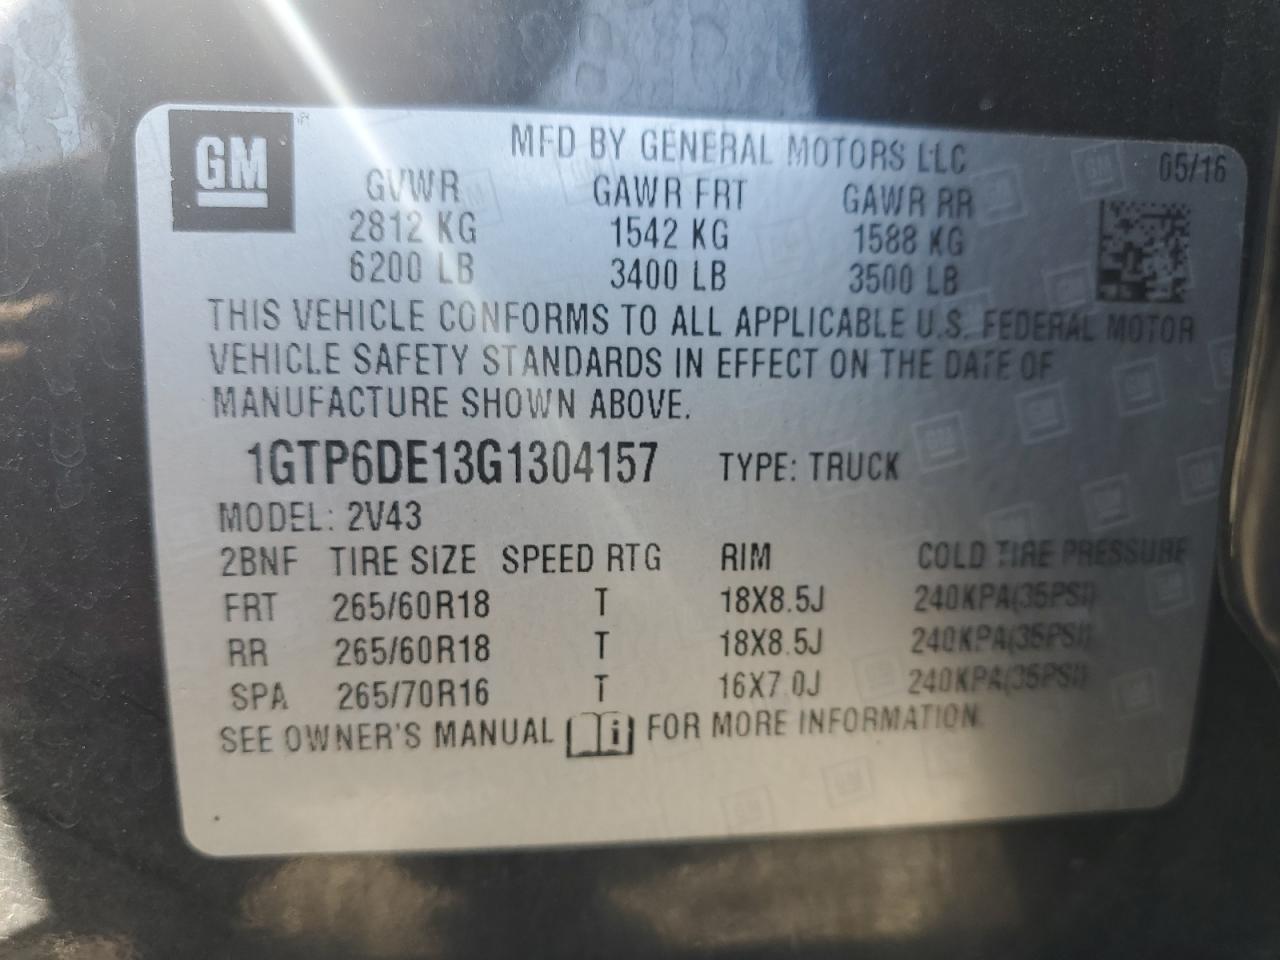 GM
MFD BY GENERAL MOTORS LLC 05/16
GVWR GAWR FRT GAWR RR
2812 KG 1542 KG 1588 KG
6200 LB 3400 LB 3500 LB
THIS VEHICLE CONFORMS TO ALL APPLICABLE U.S. FEDERAL MOTOR
VEHICLE SAFETY STANDARDS IN EFFECT ON THE DATE OF
MANUFACTURE SHOWN ABOVE.
1GTP6DE13G1304157 TYPE: TRUCK
MODEL: 2V43
2BNF TIRE SIZE SPEED RTG RIM COLD TIRE PRESSURE
FRT 265/60R18 T 18X8.5J 240KPA(35PSI)
RR 265/60R18 T 18X8.5J 240KPA(35PSI)
SPA 265/70R16 T 16X7.0J 240KPA(35PSI)
SEE OWNER'S MANUAL i FOR MORE INFORMATION.